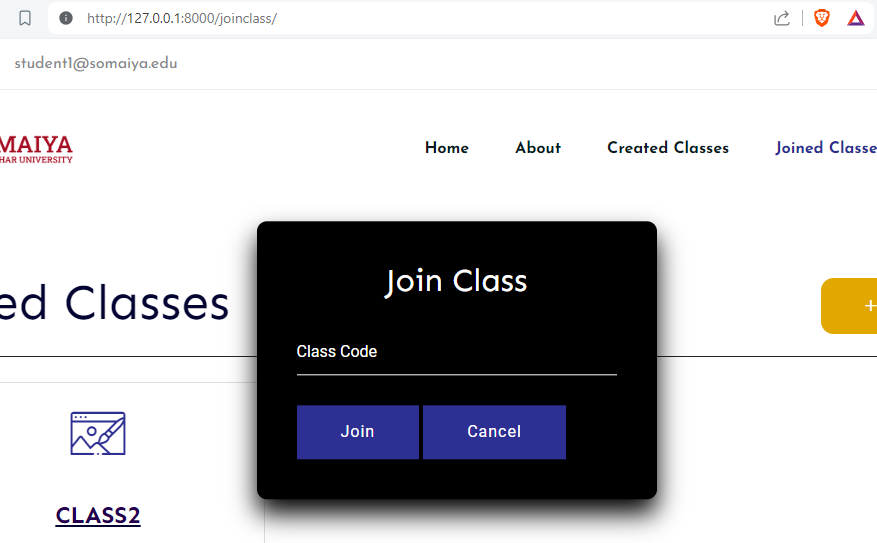 http://127.0.0.1:8000/joinclass/
student1@somaiya.edu
MAIYA
HAR UNIVERSITY
Home About Created Classes Joined Classe
ed Classes
+
Join Class
Class Code
Join Cancel
CLASS2